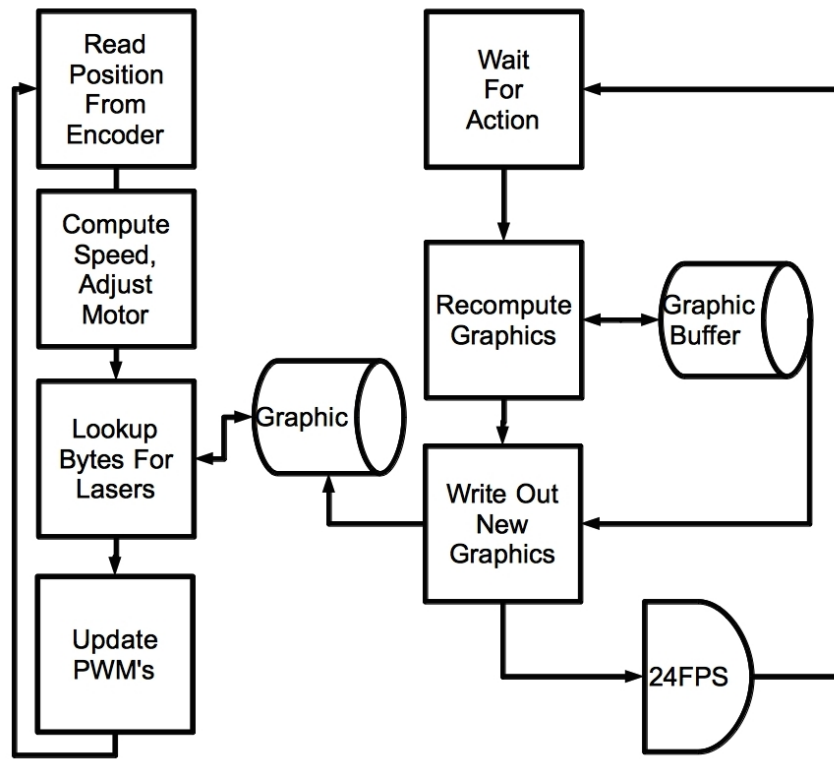 Read
Position
From
Encoder
Compute
Speed,
Adjust
Motor
Lookup
Bytes For
Lasers
Update
PWM's
Graphic
Wait
For
Action
Recompute
Graphics
Graphic
Buffer
Write Out
New
Graphics
24FPS